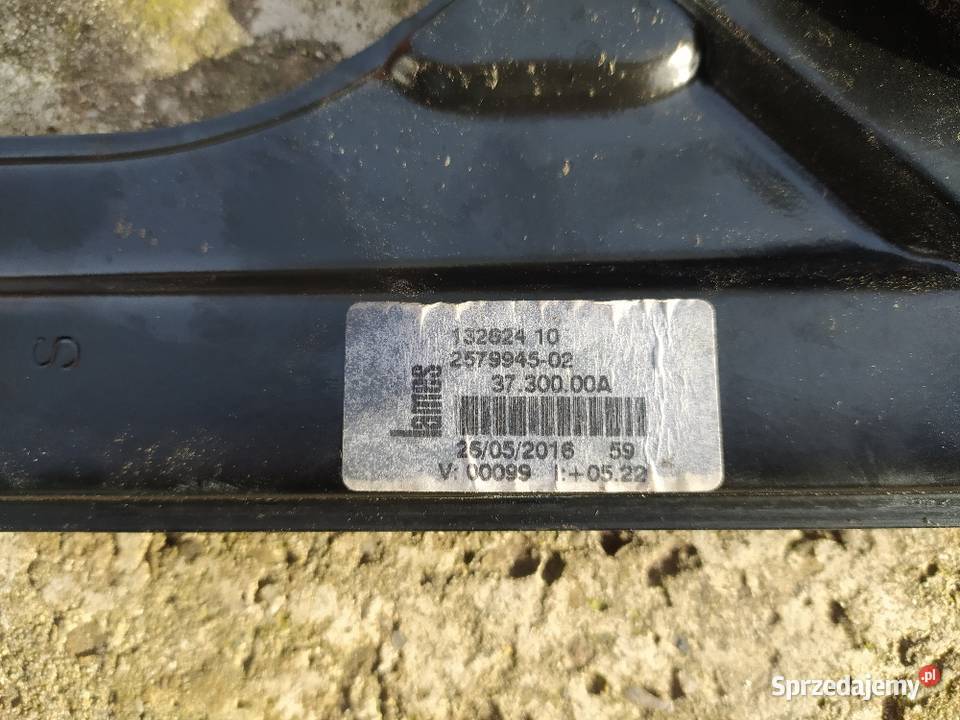 S
132624 10
2579945-02
37.300.00A
Lames
26/05/2016 59
V: 00099 I:+05.22
Sprzedajemy.pl